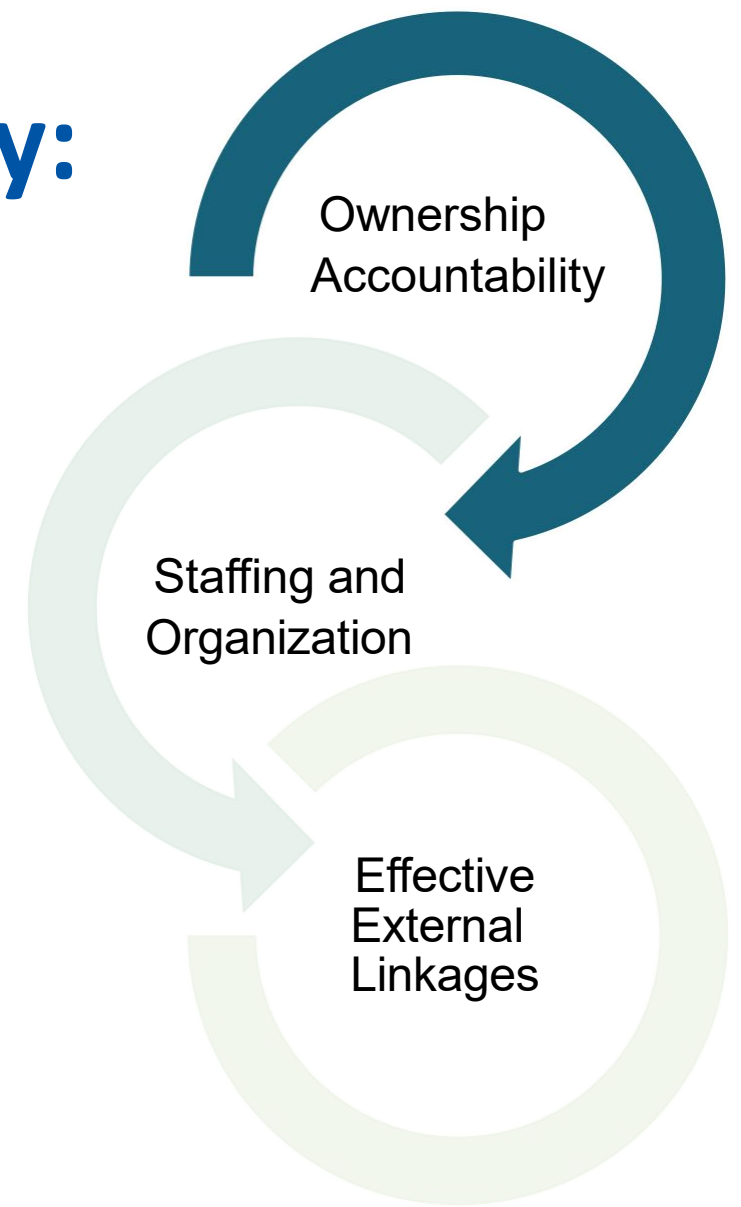 y:
Ownership
Accountability
Staffing and
Organization
Effective
External
Linkages